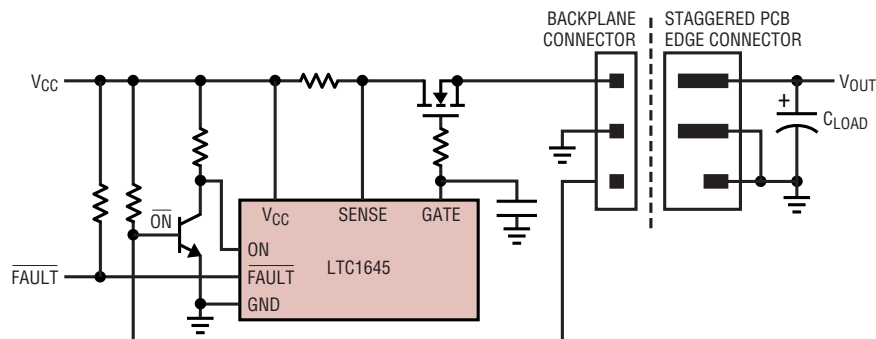 BACKPLANE
CONNECTOR
STAGGERED PCB
EDGE CONNECTOR
VCC
VOUT
+
CLOAD
ON
VCC SENSE GATE
ON
FAULT
FAULT
LTC1645
GND